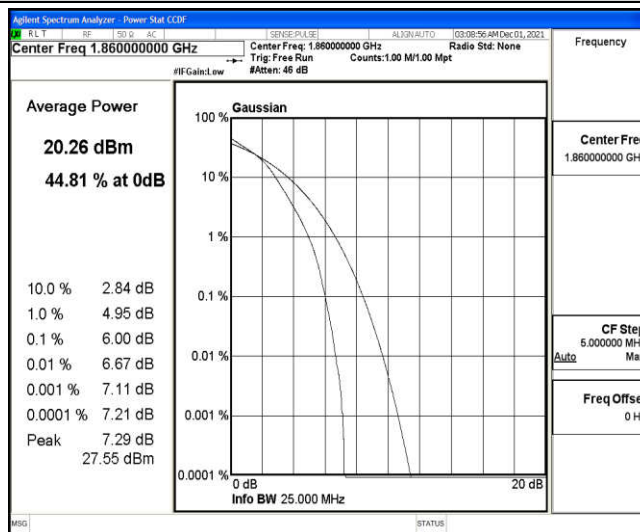 Agilent Spectrum Analyzer - Power Stat CCDF
RLT RF 50 Ω AC SENSE:PULSE ALIGNAUTO 03:08:56 AM Dec 01, 2021
Center Freq 1.860000000 GHz
Center Freq: 1.860000000 GHz Radio Std: None
Trig: Free Run Counts:1.00 M/1.00 Mpt
#IFGain:Low #Atten: 46 dB
Frequency
Average Power
20.26 dBm
44.81 % at 0dB
10.0 % 2.84 dB
1.0 % 4.95 dB
0.1 % 6.00 dB
0.01 % 6.67 dB
0.001 % 7.11 dB
0.0001 % 7.21 dB
Peak 7.29 dB
27.55 dBm
Gaussian
100 %
10 %
1 %
0.1 %
0.01 %
0.001 %
0.0001 %
0 dB 20 dB
Info BW 25.000 MHz
Center Fre
1.860000000 GH
CF Step
5.000000 MH
Auto Ma
Freq Offse
0 H
MSG STATUS